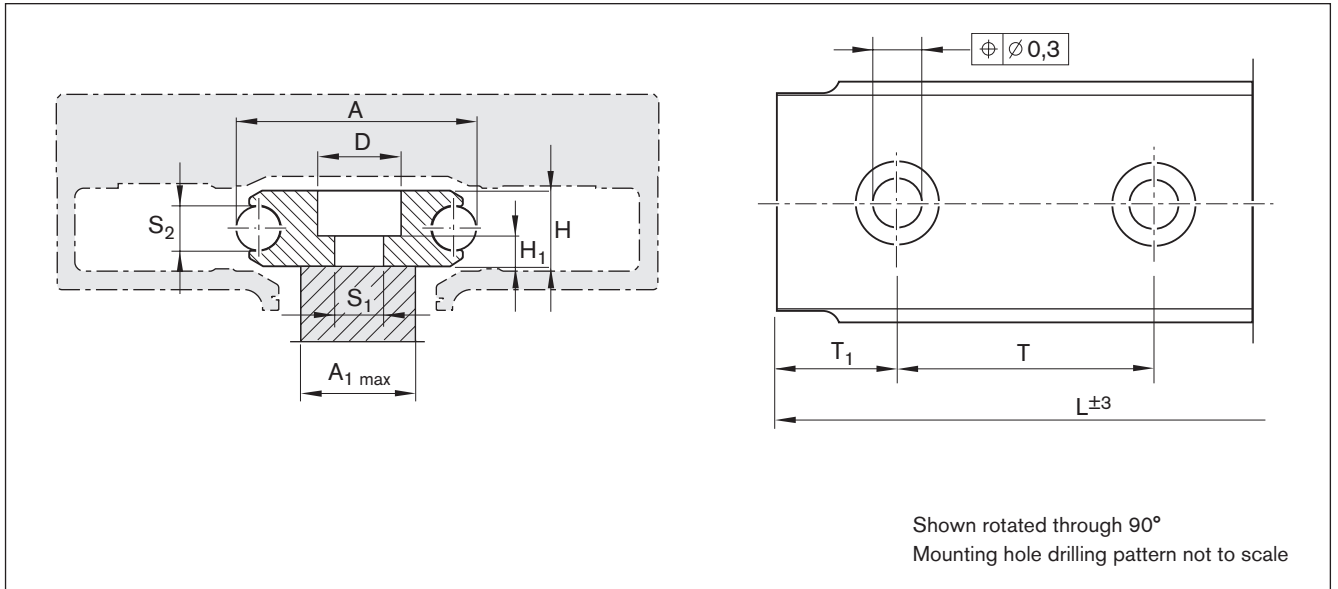 ⌖ ⌀ 0,3
A
D
S₂
H
H₁
S₁
A₁ max
T₁
T
L±3
Shown rotated through 90°
Mounting hole drilling pattern not to scale